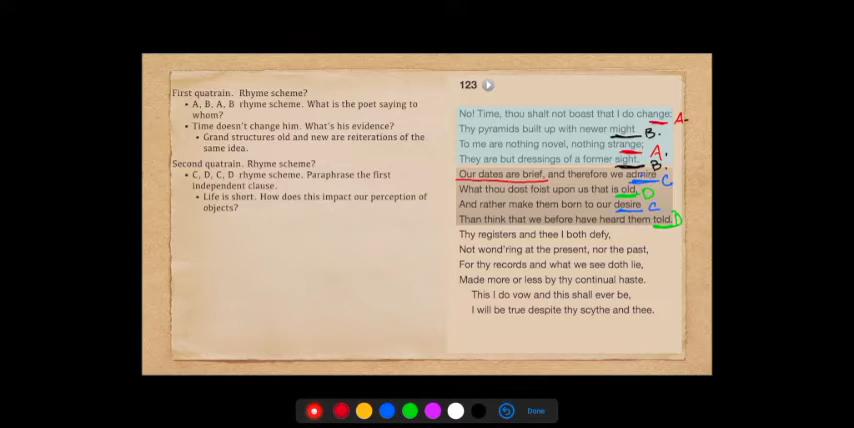 First quatrain. Rhyme scheme?
• A, B, A, B rhyme scheme. What is the poet saying to
whom?
• Time doesn't change him. What's his evidence?
• Grand structures old and new are reiterations of the
same idea.
Second quatrain. Rhyme scheme?
• C, D, C, D rhyme scheme. Paraphrase the first
independent clause.
• Life is short. How does this impact our perception of
objects?
123
No! Time, thou shalt not boast that I do change: A.
Thy pyramids built up with newer might B.
To me are nothing novel, nothing strange; A.
They are but dressings of a former sight. B.
Our dates are brief, and therefore we admire C
What thou dost foist upon us that is old, D
And rather make them born to our desire C
Than think that we before have heard them told. D
Thy registers and thee I both defy,
Not wond'ring at the present, nor the past,
For thy records and what we see doth lie,
Made more or less by thy continual haste.
This I do vow and this shall ever be,
I will be true despite thy scythe and thee.
Done